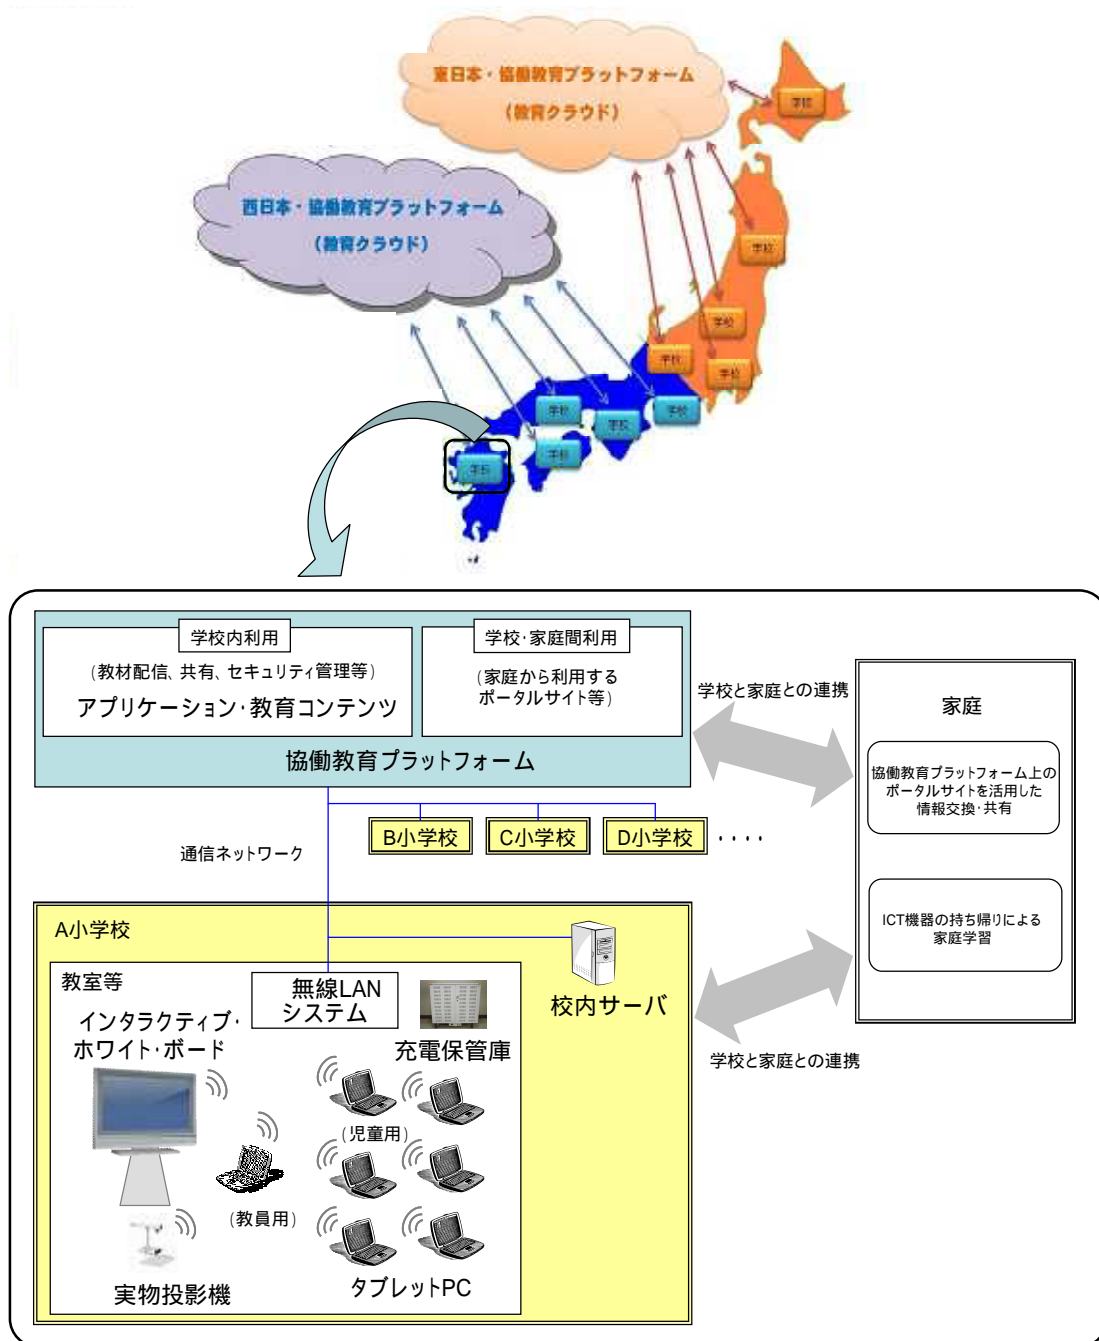 東日本・協働教育プラットフォーム
(教育クラウド)
学校
西日本・協働教育プラットフォーム
(教育クラウド)
学校
学校
学校
学校
学校
学校
学校
学校
学校
学校内利用
(教材配信、共有、セキュリティ管理等)
アプリケーション・教育コンテンツ
学校・家庭間利用
(家庭から利用する
ポータルサイト等)
協働教育プラットフォーム
学校と家庭との連携
家庭
協働教育プラットフォーム上の
ポータルサイトを活用した
情報交換・共有
ICT機器の持ち帰りによる
家庭学習
通信ネットワーク
B小学校
C小学校
D小学校
・・・・
A小学校
教室等
無線LAN
システム
インタラクティブ・
ホワイト・ボード
充電保管庫
校内サーバ
学校と家庭との連携
(児童用)
(教員用)
実物投影機
タブレットPC